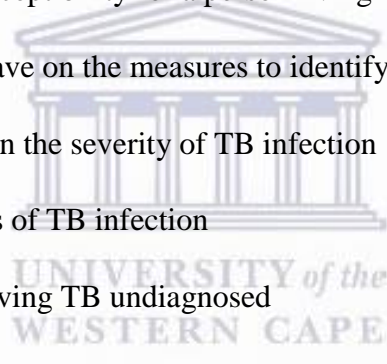 ave on the measures to identify
n the severity of TB infection
s of TB infection
UNIVERSITY of the
ving TB undiagnosed
WESTERN CAPE